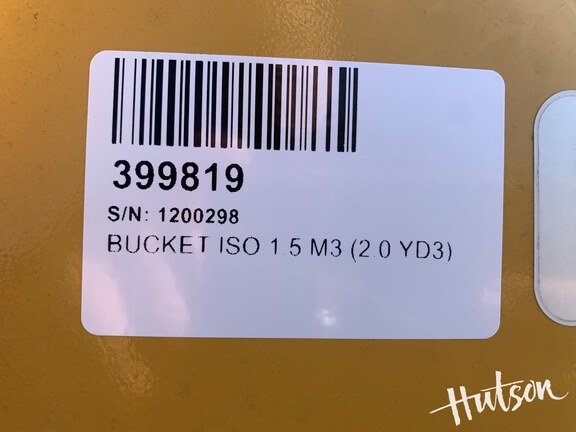 399819
S/N: 1200298
BUCKET ISO 1.5 M3 (2.0 YD3)
Hutson